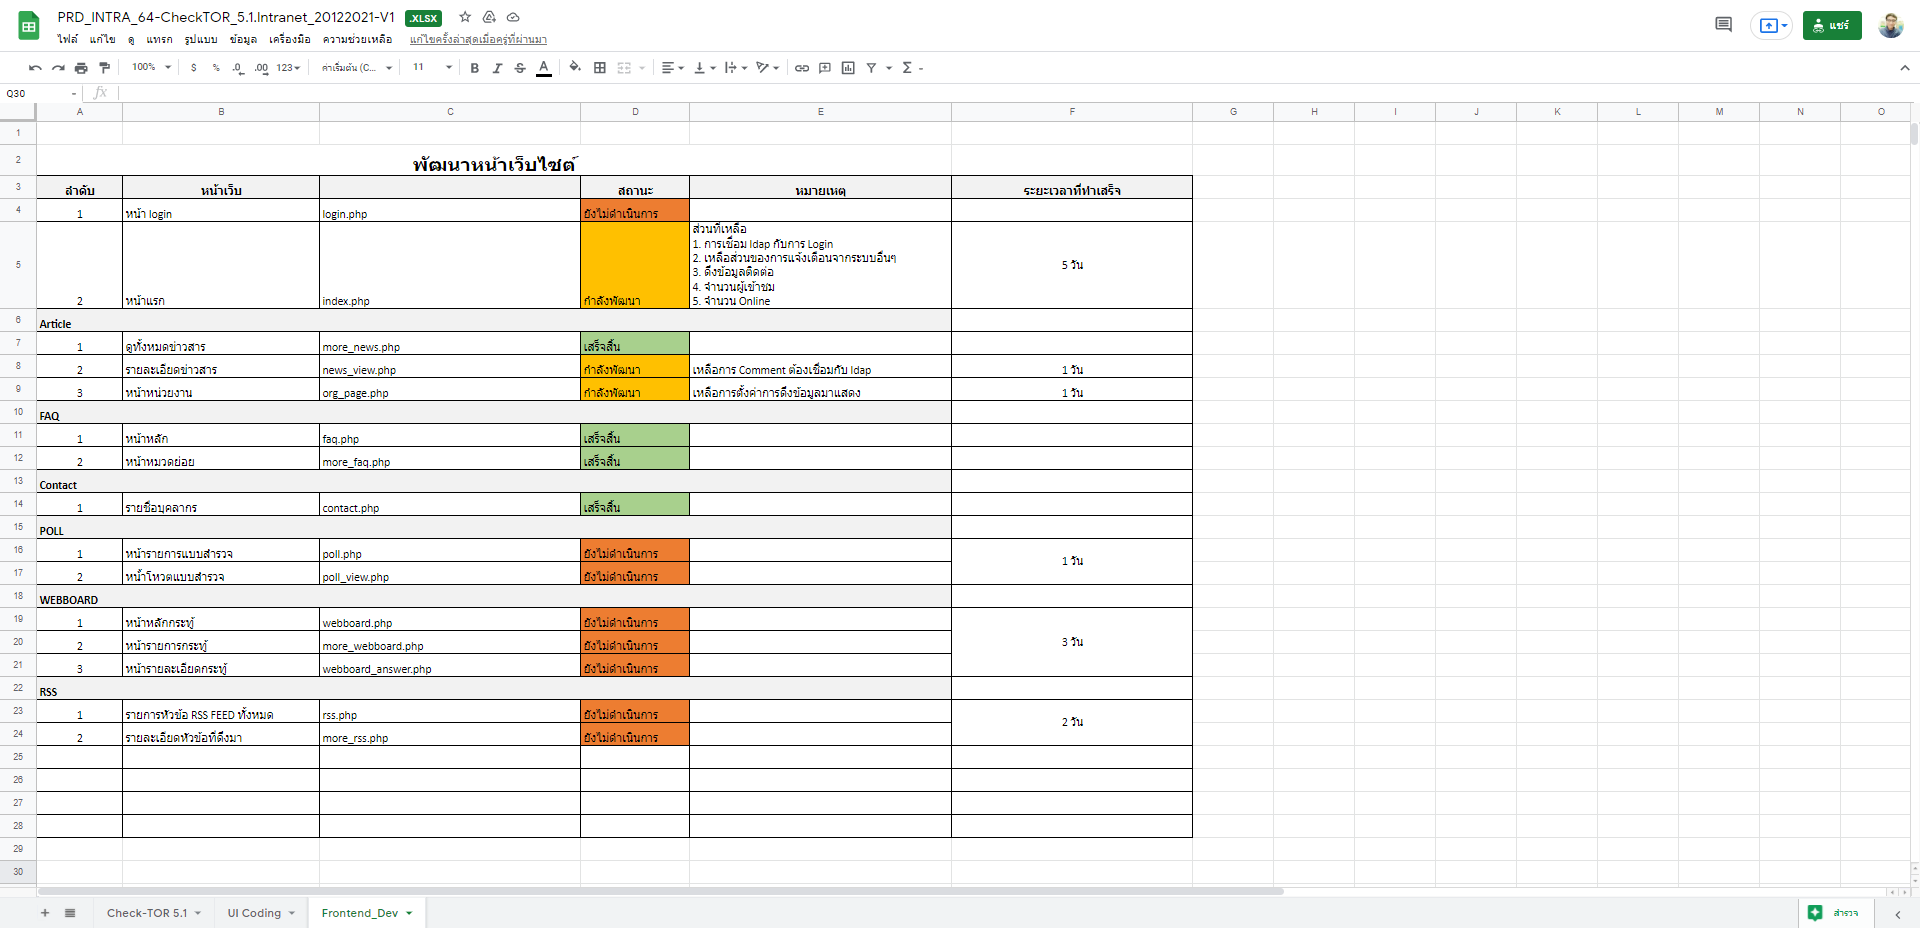 PRD_INTRA_64-CheckTOR_5.1.Intranet_20122021-V1 .XLSX
ไฟล์ แก้ไข ดู แทรก รูปแบบ ข้อมูล เครื่องมือ ความช่วยเหลือ แก้ไขครั้งล่าสุดเมื่อครู่ที่ผ่านมา
แชร์
100% $ % .0 .00 123 ค่าเริ่มต้น (C... 11 B I S A
Q30 fx
A B C D E F G H I J K L M N O
1
2 พัฒนาหน้าเว็บไซต์
3 ลำดับ หน้าเว็บ สถานะ หมายเหตุ ระยะเวลาที่ทำเสร็จ
4 1 หน้า login login.php ยังไม่ดำเนินการ
ส่วนที่เหลือ
1. การเชื่อม ldap กับการ Login
2. เหลือส่วนของการแจ้งเตือนจากระบบอื่นๆ
5 5 วัน
3. ดึงข้อมูลติดต่อ
4. จำนวนผู้เข้าชม
2 หน้าแรก index.php กำลังพัฒนา 5. จำนวน Online
6 Article
7 1 ดูทั้งหมดข่าวสาร more_news.php เสร็จสิ้น
8 2 รายละเอียดข่าวสาร news_view.php กำลังพัฒนา เหลือการ Comment ต้องเชื่อมกับ ldap 1 วัน
9 3 หน้าหน่วยงาน org_page.php กำลังพัฒนา เหลือการตั้งค่าการดึงข้อมูลมาแสดง 1 วัน
10 FAQ
11 1 หน้าหลัก faq.php เสร็จสิ้น
12 2 หน้าหมวดย่อย more_faq.php เสร็จสิ้น
13 Contact
14 1 รายชื่อบุคลากร contact.php เสร็จสิ้น
15 POLL
16 1 หน้ารายการแบบสำรวจ poll.php ยังไม่ดำเนินการ
1 วัน
17 2 หน้าโหวตแบบสำรวจ poll_view.php ยังไม่ดำเนินการ
18 WEBBOARD
19 1 หน้าหลักกระทู้ webboard.php ยังไม่ดำเนินการ
20 2 หน้ารายการกระทู้ more_webboard.php ยังไม่ดำเนินการ 3 วัน
21 3 หน้ารายละเอียดกระทู้ webboard_answer.php ยังไม่ดำเนินการ
22 RSS
23 1 รายการหัวข้อ RSS FEED ทั้งหมด rss.php ยังไม่ดำเนินการ
2 วัน
24 2 รายละเอียดหัวข้อที่ดึงมา more_rss.php ยังไม่ดำเนินการ
25
26
27
28
29
30
Check-TOR 5.1 UI Coding Frontend_Dev สำรวจ